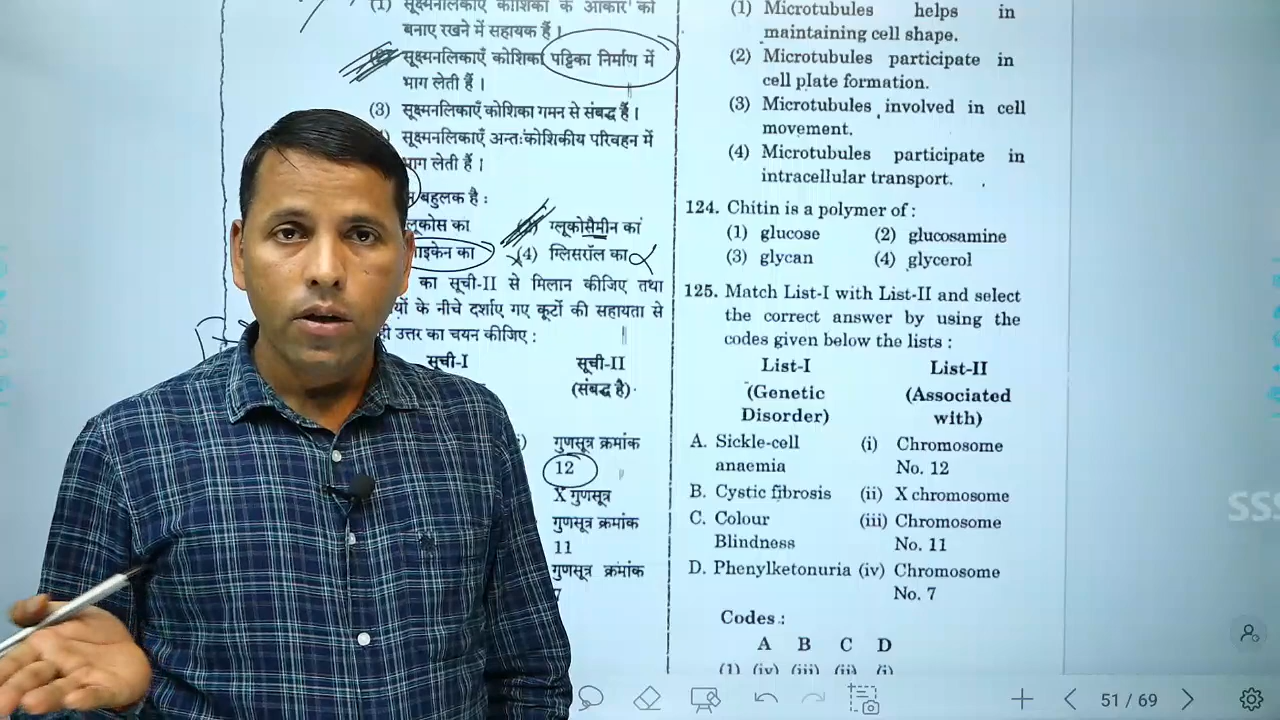 (1) सूक्ष्मनलिकाएँ कोशिका के आकार को
बनाए रखने में सहायक हैं ।
सूक्ष्मनलिकाएँ कोशिका पट्टिका निर्माण में
भाग लेती हैं ।
(3) सूक्ष्मनलिकाएँ कोशिका गमन से संबद्ध हैं ।
सूक्ष्मनलिकाएँ अन्तःकोशिकीय परिवहन में
भाग लेती हैं ।
बहुलक है :
ग्लूकोसैमीन का
(4) ग्लिसरॉल का
का सूची-II से मिलान कीजिए तथा
के नीचे दर्शाए गए कूटों की सहायता से
उत्तर का चयन कीजिए :
सूची-I
सूची-II
(संबद्ध है)
गुणसूत्र क्रमांक
12
X गुणसूत्र
गुणसूत्र क्रमांक
11
गुणसूत्र क्रमांक
(1) Microtubules helps in
maintaining cell shape.
(2) Microtubules participate in
cell plate formation.
(3) Microtubules involved in cell
movement.
(4) Microtubules participate in
intracellular transport.
124. Chitin is a polymer of :
(1) glucose (2) glucosamine
(3) glycan (4) glycerol
125. Match List-I with List-II and select
the correct answer by using the
codes given below the lists :
List-I List-II
(Genetic (Associated
Disorder) with)
A. Sickle-cell (i) Chromosome
anaemia No. 12
B. Cystic fibrosis (ii) X chromosome
C. Colour (iii) Chromosome
Blindness No. 11
D. Phenylketonuria (iv) Chromosome
No. 7
Codes :
A B C D
(1) (iv) (iii) (ii) (i)
SSS
51 / 69